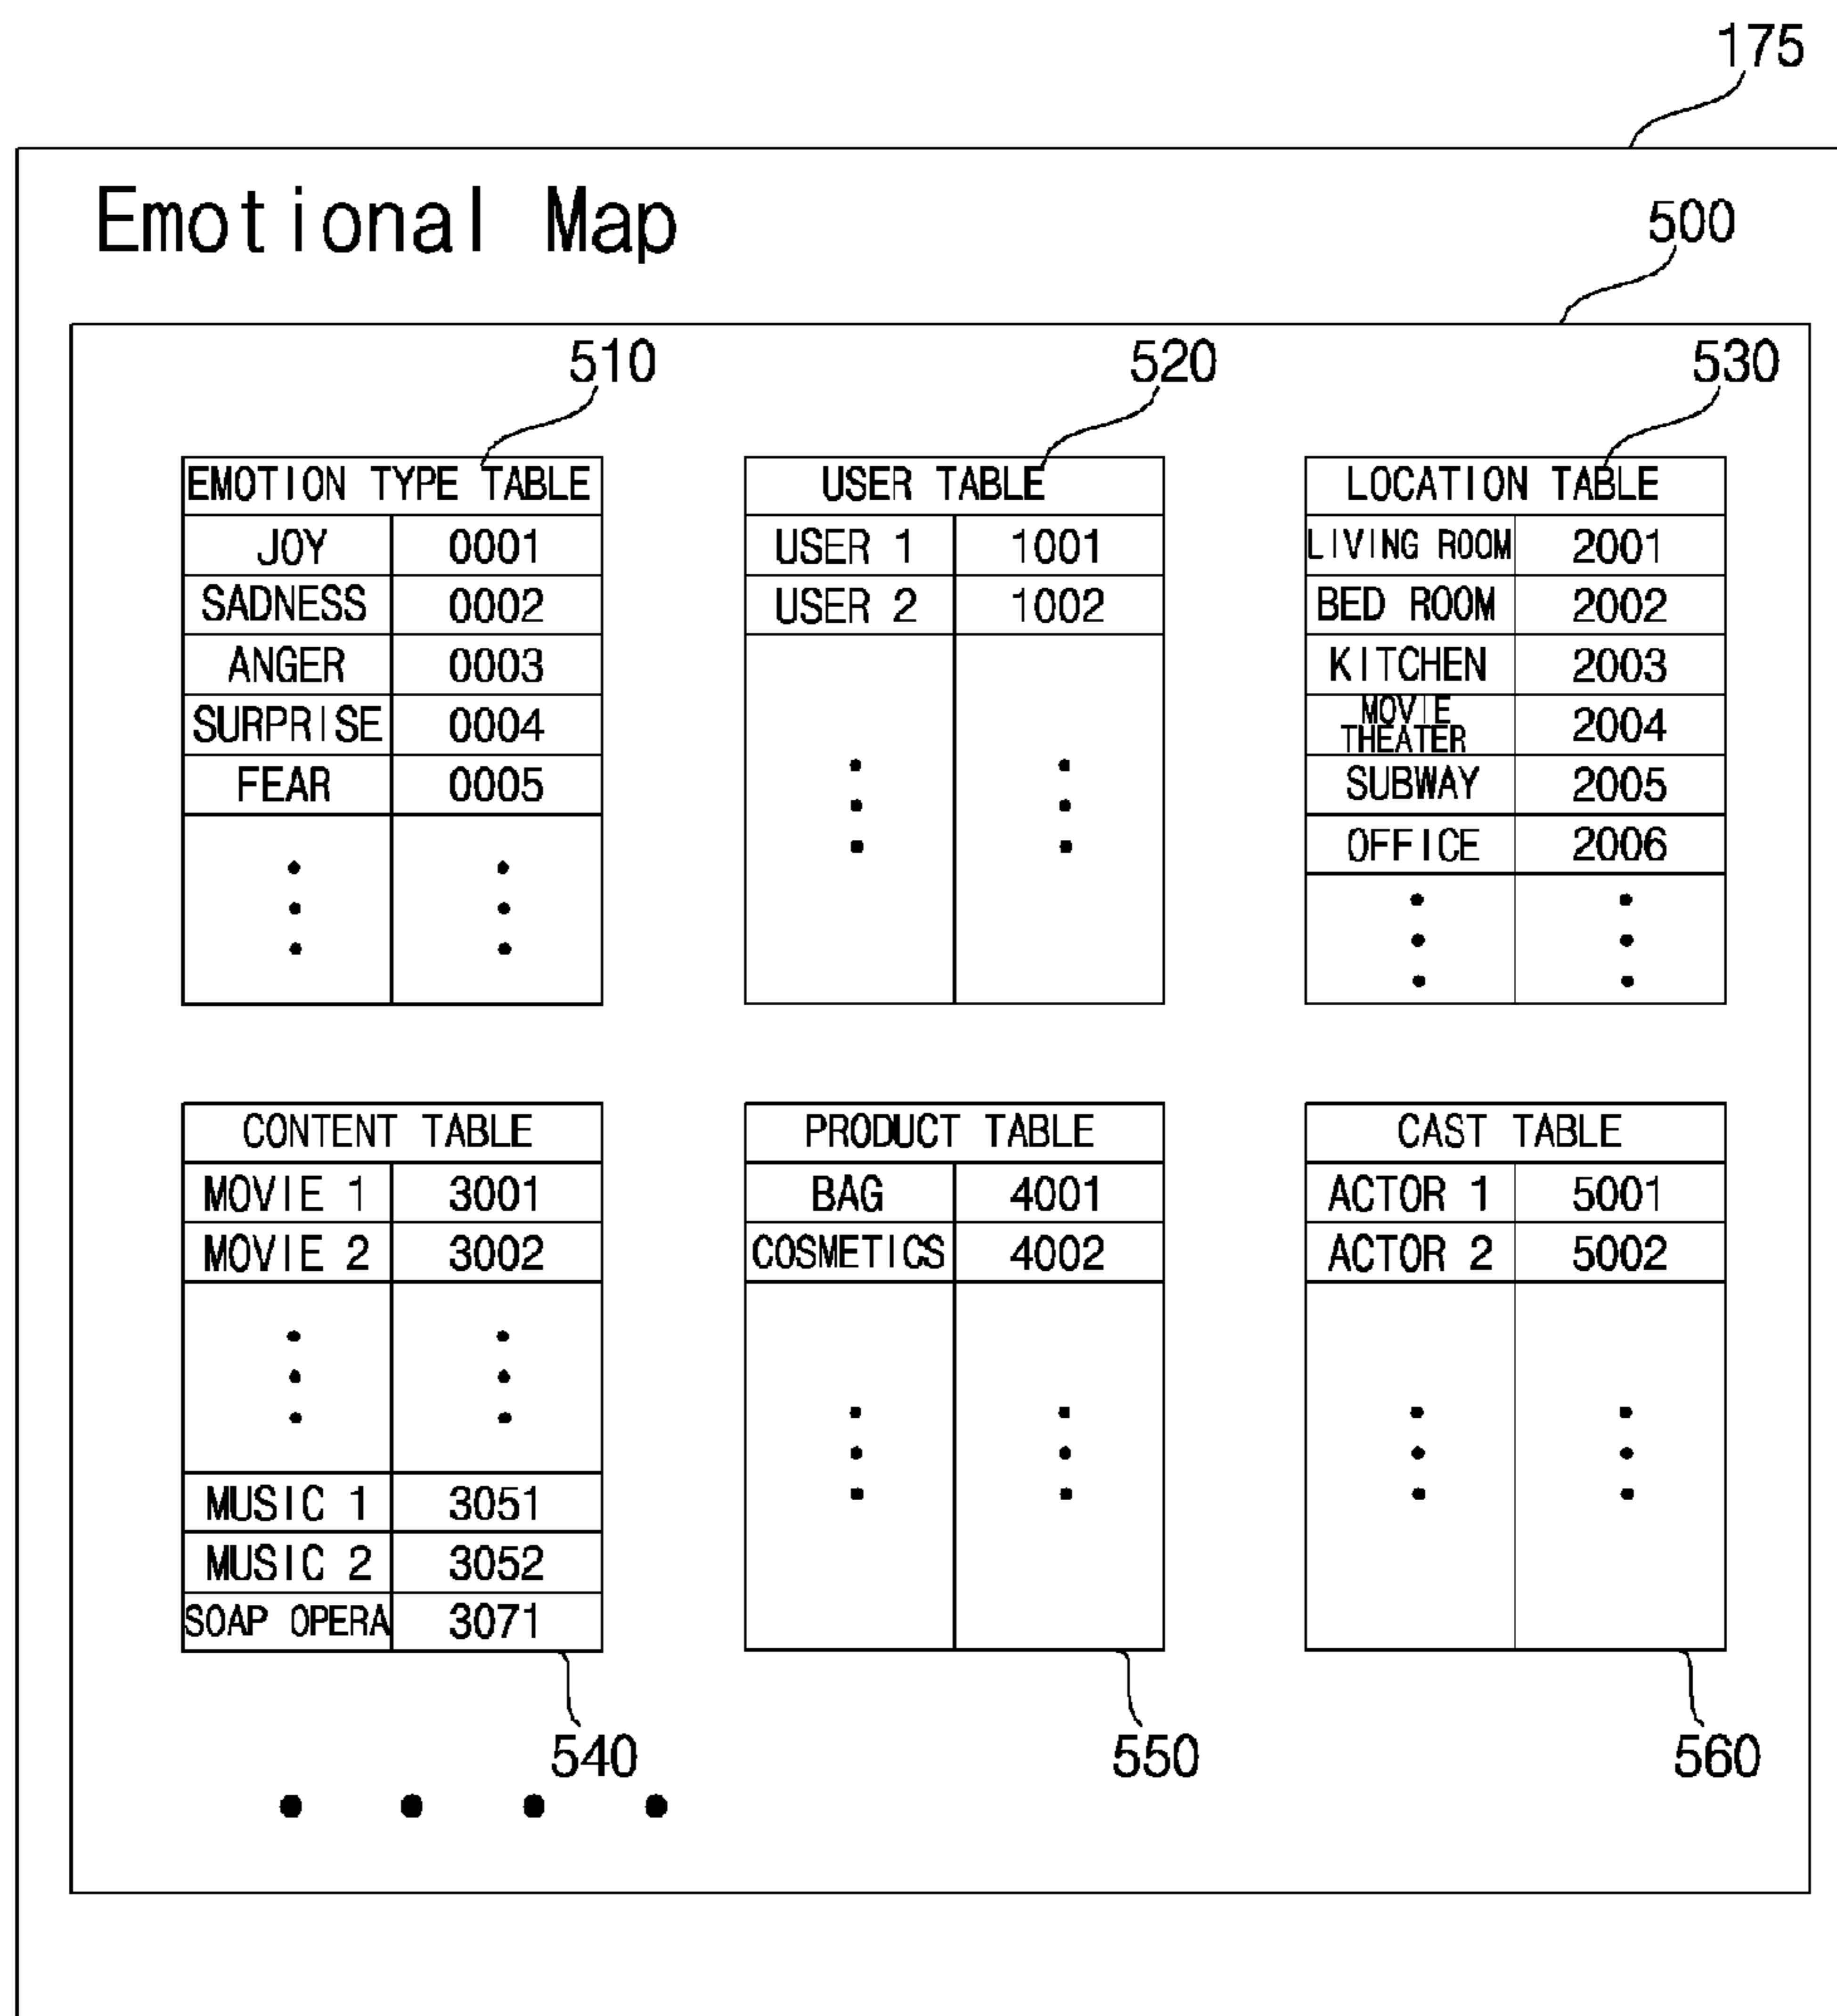 175
Emotional Map
500
510 520 530
EMOTION TYPE TABLE
JOY 0001
SADNESS 0002
ANGER 0003
SURPRISE 0004
FEAR 0005
USER TABLE
USER 1 1001
USER 2 1002
LOCATION TABLE
LIVING ROOM 2001
BED ROOM 2002
KITCHEN 2003
MOVIE
THEATER 2004
SUBWAY 2005
OFFICE 2006
CONTENT TABLE
MOVIE 1 3001
MOVIE 2 3002
MUSIC 1 3051
MUSIC 2 3052
SOAP OPERA 3071
PRODUCT TABLE
BAG 4001
COSMETICS 4002
CAST TABLE
ACTOR 1 5001
ACTOR 2 5002
540 550 560